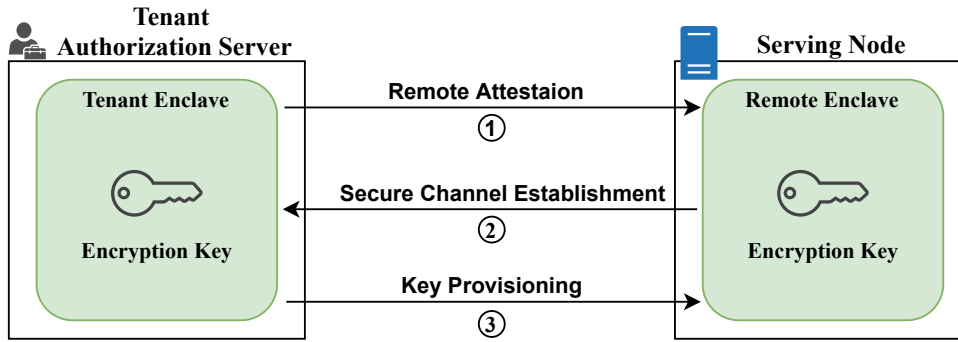 Tenant
Authorization Server
Serving Node
Tenant Enclave
Remote Attestaion
Remote Enclave
1
Secure Channel Establishment
2
Encryption Key
Encryption Key
Key Provisioning
3